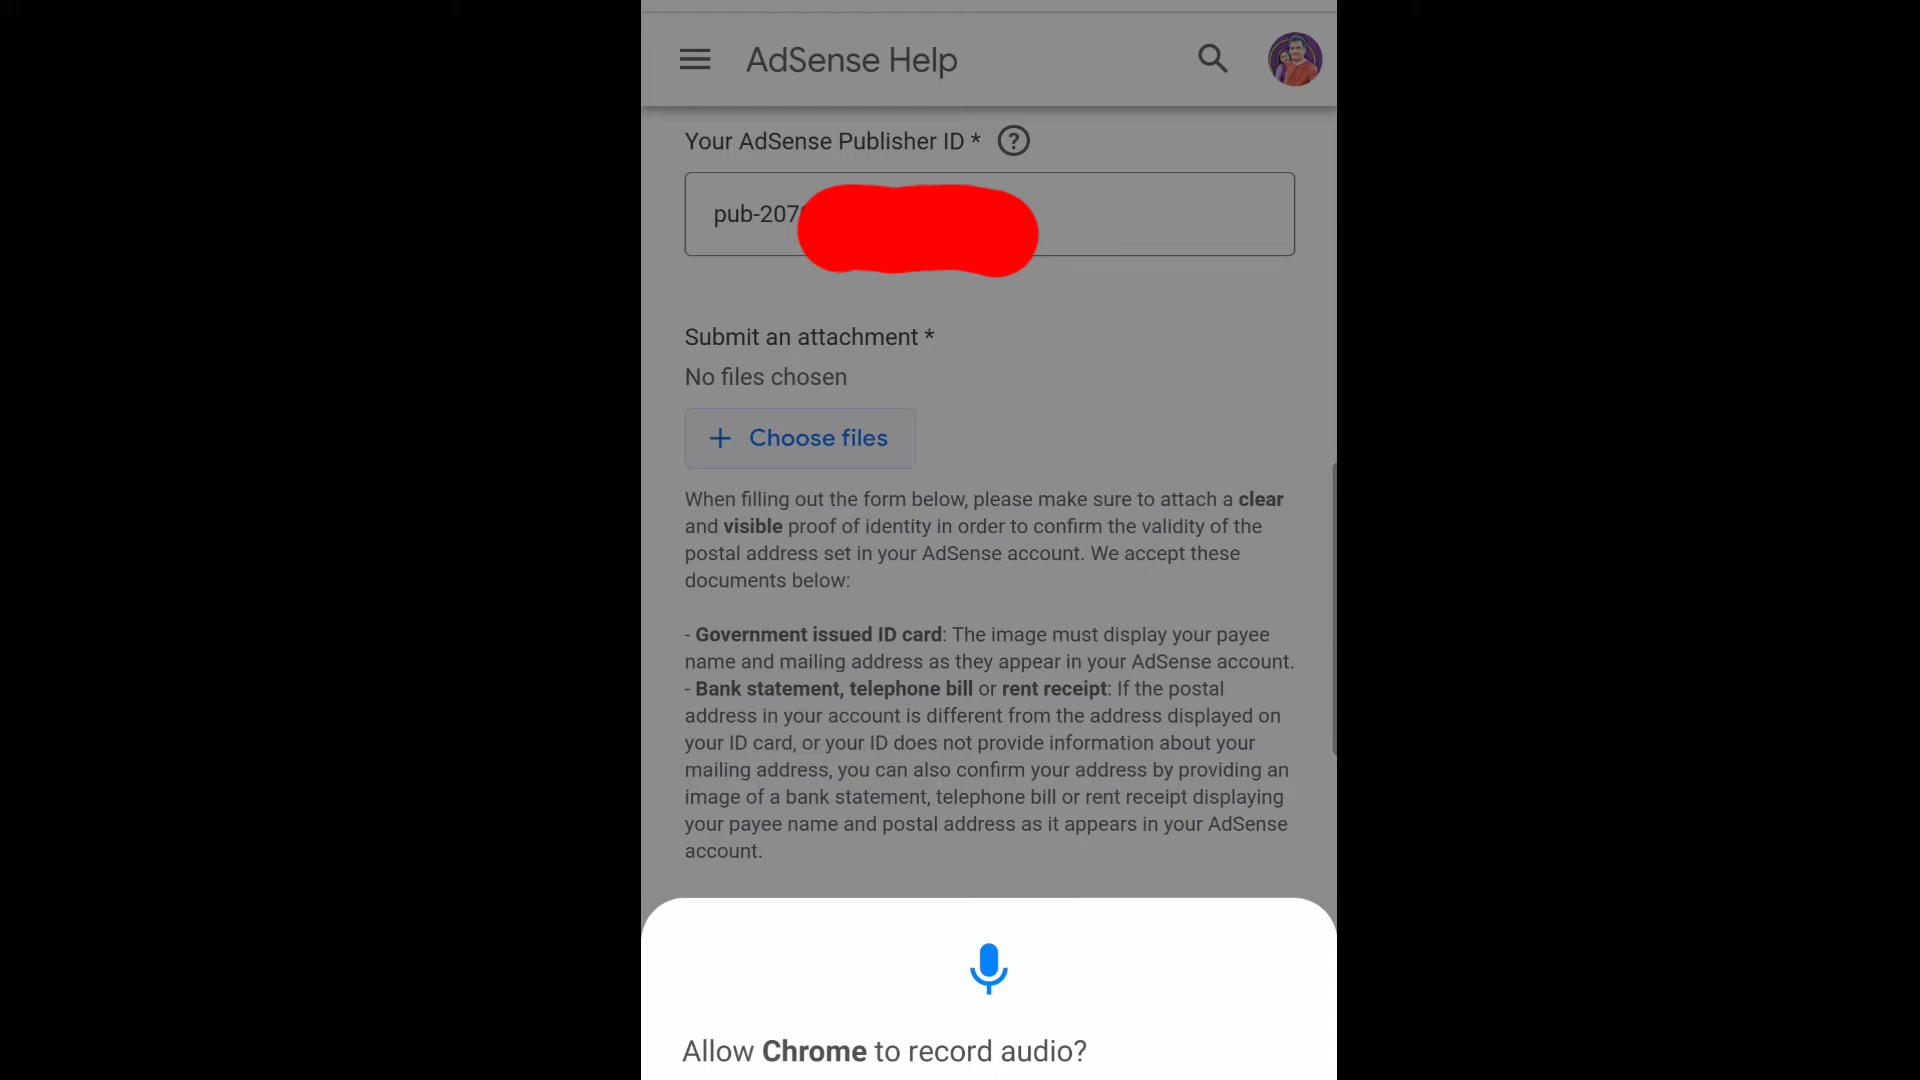 AdSense Help
Your AdSense Publisher ID *
pub-207
Submit an attachment *
No files chosen
+ Choose files
When filling out the form below, please make sure to attach a clear
and visible proof of identity in order to confirm the validity of the
postal address set in your AdSense account. We accept these
documents below:
- Government issued ID card: The image must display your payee
name and mailing address as they appear in your AdSense account.
- Bank statement, telephone bill or rent receipt: If the postal
address in your account is different from the address displayed on
your ID card, or your ID does not provide information about your
mailing address, you can also confirm your address by providing an
image of a bank statement, telephone bill or rent receipt displaying
your payee name and postal address as it appears in your AdSense
account.
Allow Chrome to record audio?